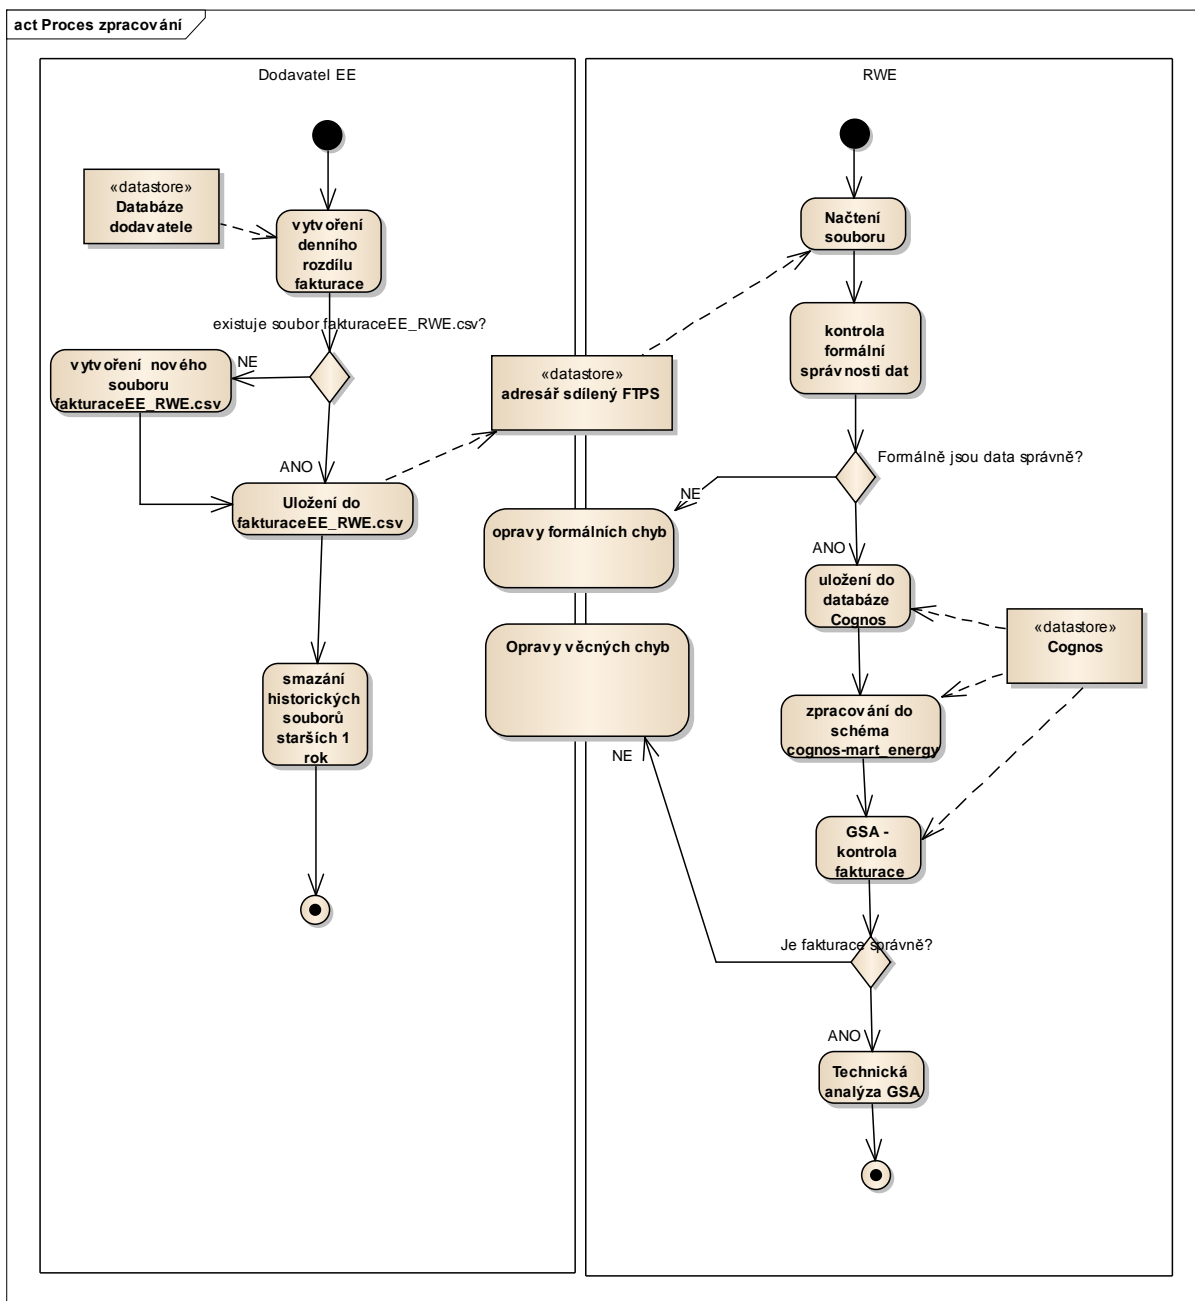 act Proces zpracování
Dodavatel EE
«datastore»
Databáze
dodavatele
vytvoření
denního
rozdílu
fakturace
existuje soubor fakturaceEE_RWE.csv?
NE
vytvoření nového
souboru
fakturaceEE_RWE.csv
ANO
Uložení do
fakturaceEE_RWE.csv
smazání
historických
souborů
starších 1
rok
«datastore»
adresář sdílený FTPS
opravy formálních chyb
Opravy věcných chyb
RWE
Načtení
souboru
kontrola
formální
správnosti dat
Formálně jsou data správně?
NE
ANO
uložení do
databáze
Cognos
«datastore»
Cognos
zpracování do
schéma
cognos-mart_energy
NE
GSA -
kontrola
fakturace
Je fakturace správně?
ANO
Technická
analýza GSA